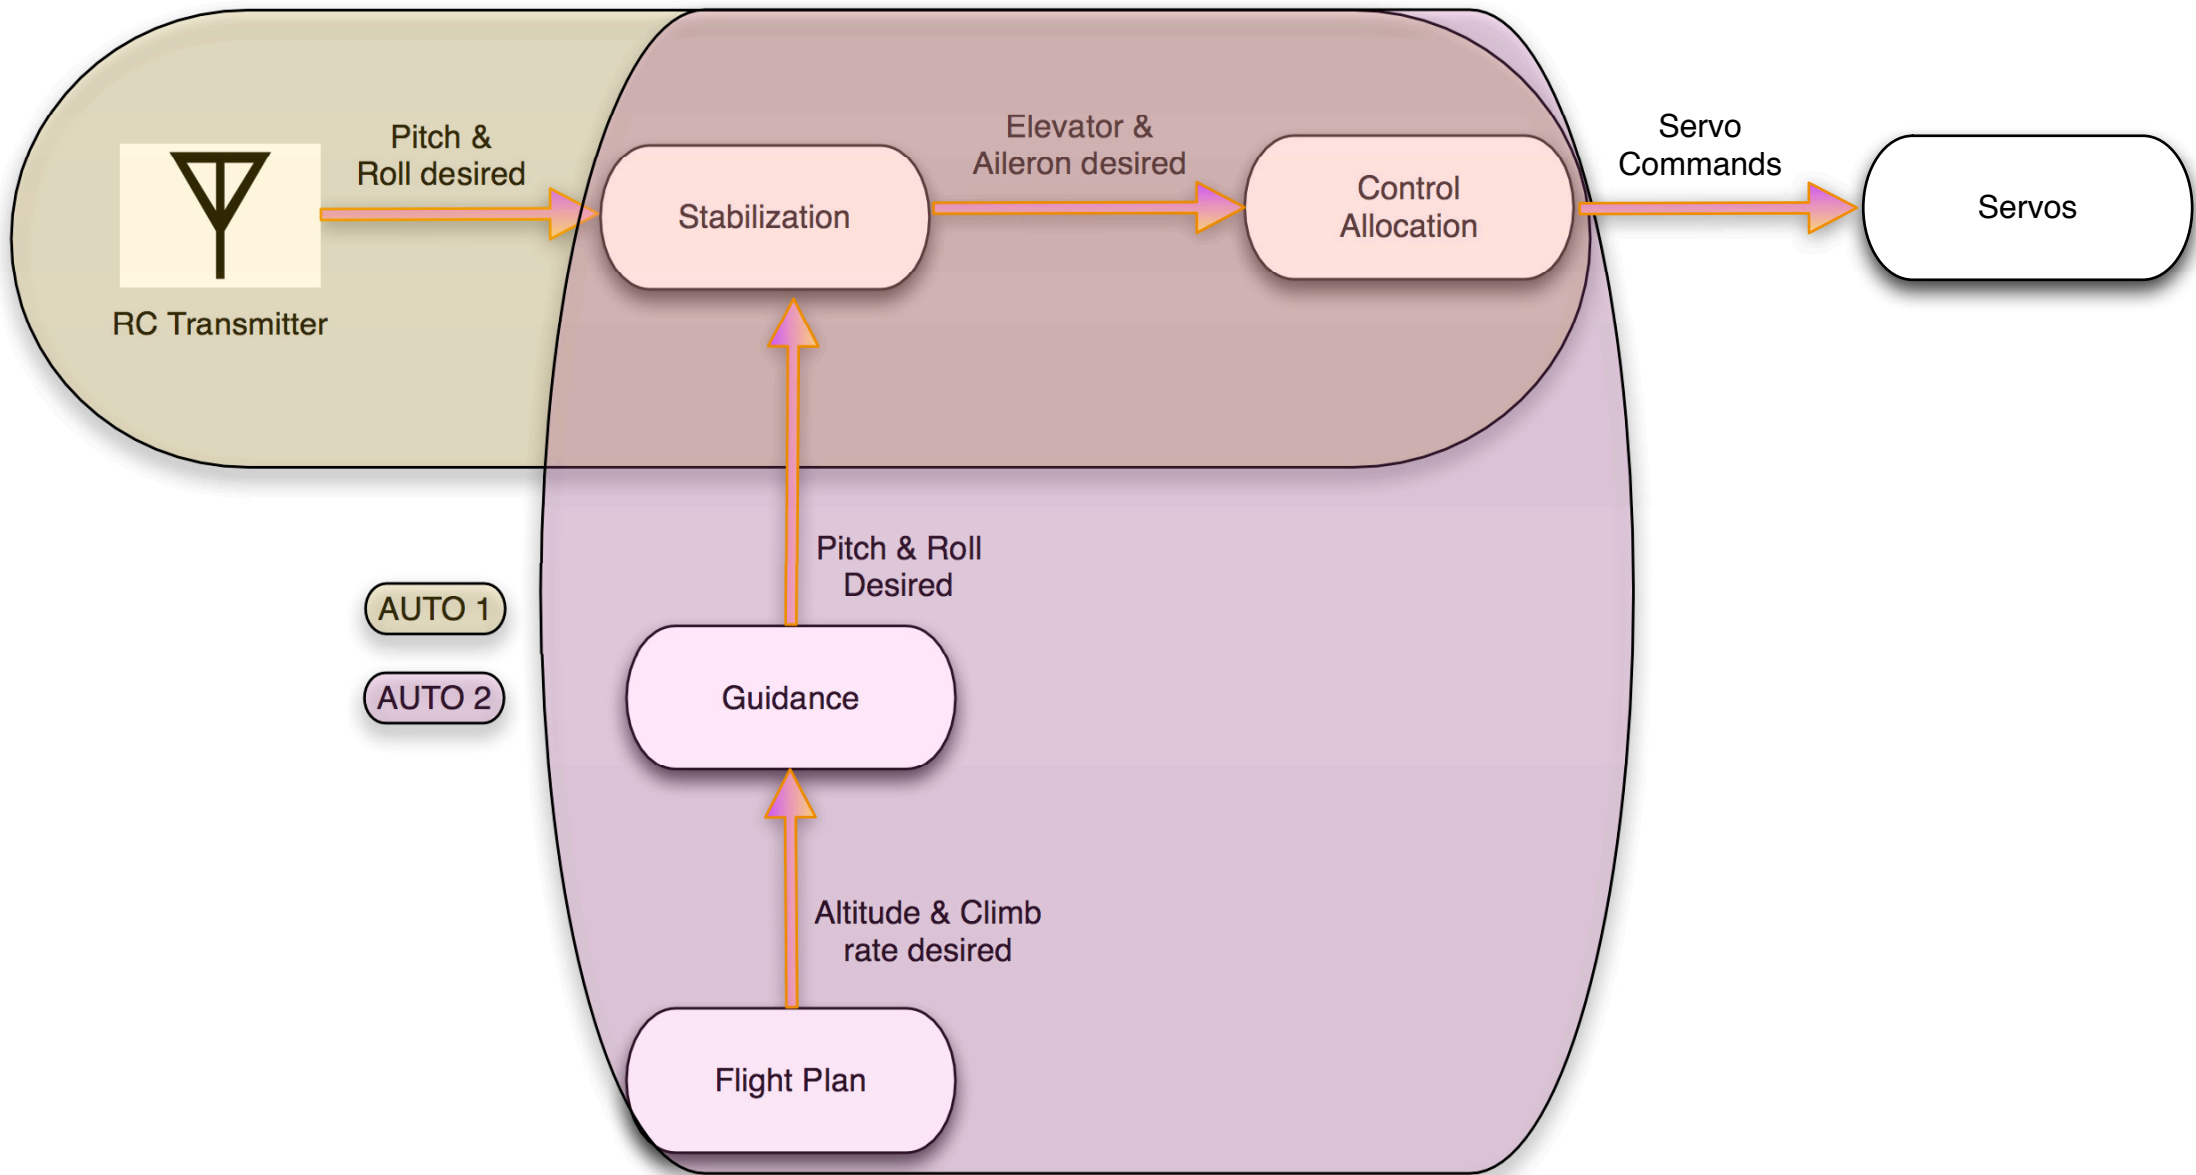 Pitch &
Roll desired
Elevator &
Aileron desired
Servo
Commands
Stabilization
Control
Allocation
Servos
RC Transmitter
Pitch & Roll
Desired
AUTO 1
AUTO 2
Guidance
Altitude & Climb
rate desired
Flight Plan